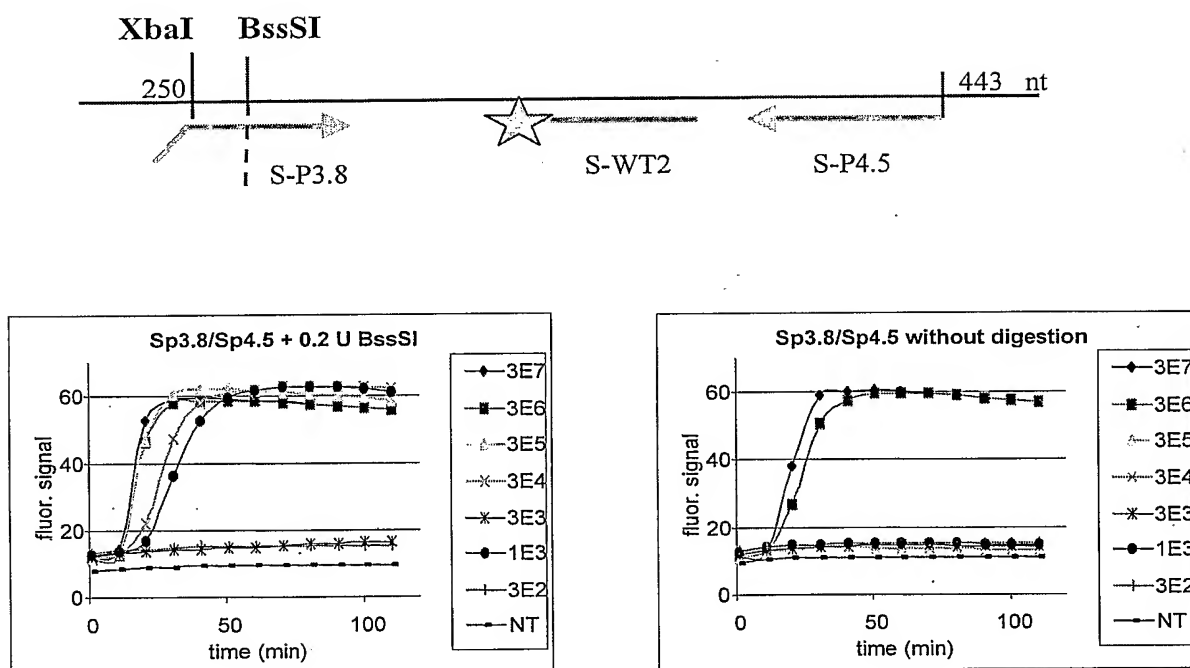 XbaI BssSI
250 443 nt
S-P3.8 S-WT2 S-P4.5
Sp3.8/Sp4.5 + 0.2 U BssSI
fluor. signal
60
40
20
0
0 50 100
time (min)
3E7
3E6
3E5
3E4
3E3
1E3
3E2
NT
Sp3.8/Sp4.5 without digestion
fluor. signal
60
40
20
0
0 50 100
time (min)
3E7
3E6
3E5
3E4
3E3
1E3
3E2
NT